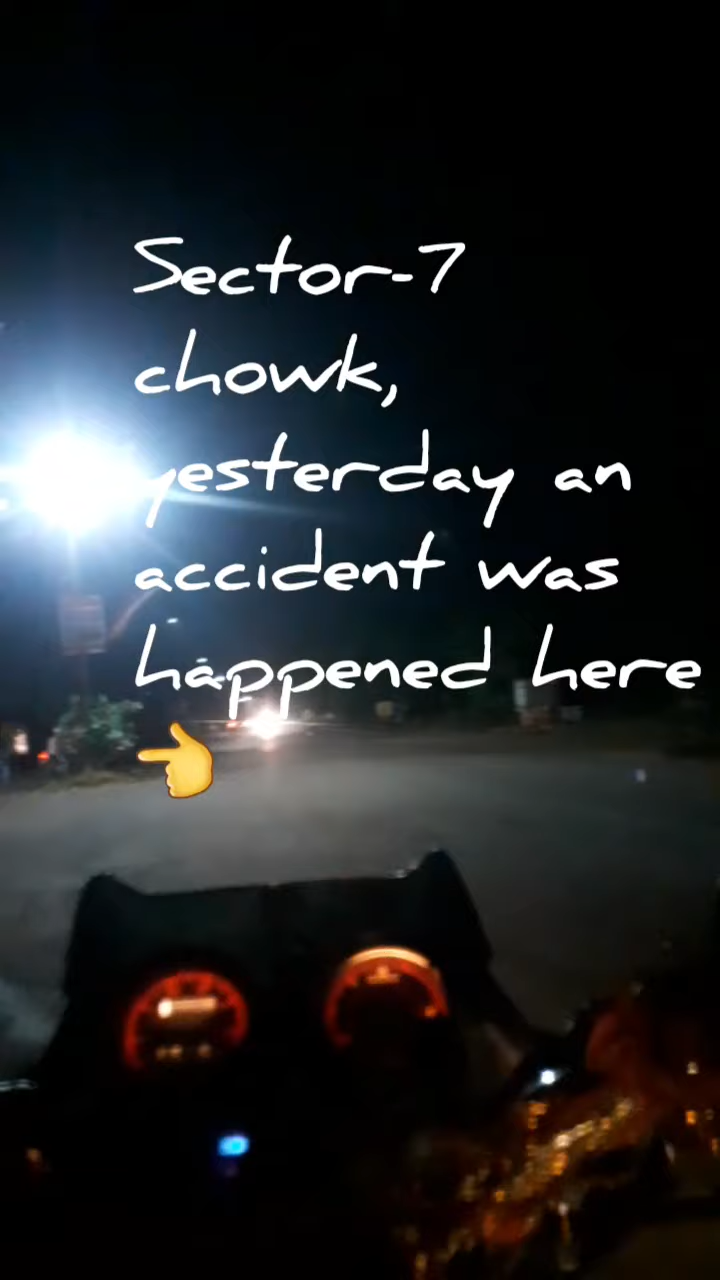 Sector-7
chowk,
yesterday an
accident was
happened here
👈